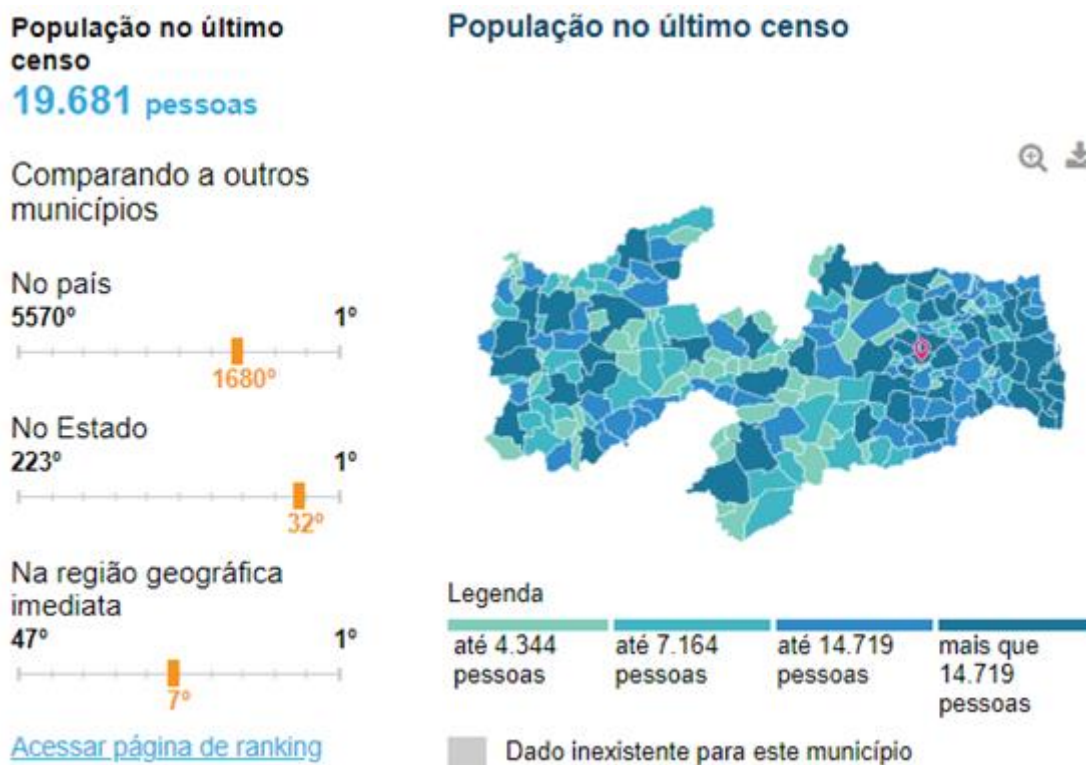 População no último
censo
19.681 pessoas
Comparando a outros
municípios
No país
5570º 1º
1680º
No Estado
223º 1º
32º
Na região geográfica
imediata
47º 1º
7º
Acessar página de ranking
População no último censo
Legenda
até 4.344
pessoas
até 7.164
pessoas
até 14.719
pessoas
mais que
14.719
pessoas
Dado inexistente para este município